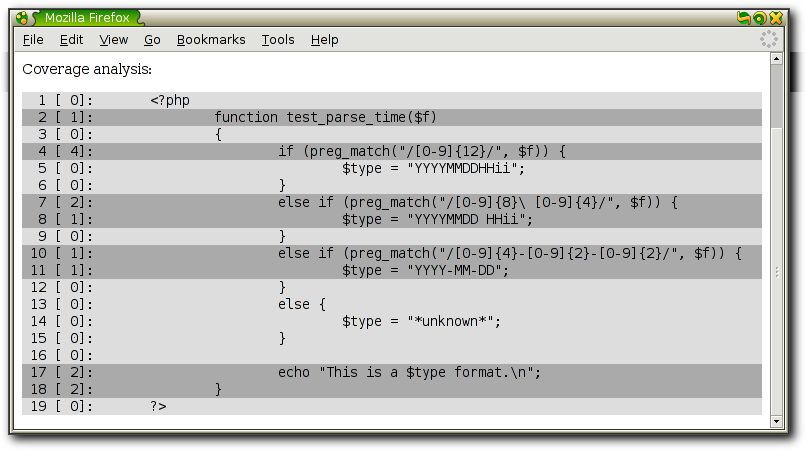 Mozilla Firefox
File Edit View Go Bookmarks Tools Help
Coverage analysis:
1 [ 0]: <?php
2 [ 1]: function test_parse_time($f)
3 [ 0]: {
4 [ 4]: if (preg_match("/[0-9]{12}/", $f)) {
5 [ 0]: $type = "YYYYMMDDHHii";
6 [ 0]: }
7 [ 2]: else if (preg_match("/[0-9]{8}\ [0-9]{4}/", $f)) {
8 [ 1]: $type = "YYYYMMDD HHii";
9 [ 0]: }
10 [ 1]: else if (preg_match("/[0-9]{4}-[0-9]{2}-[0-9]{2}/", $f)) {
11 [ 1]: $type = "YYYY-MM-DD";
12 [ 0]: }
13 [ 0]: else {
14 [ 0]: $type = "*unknown*";
15 [ 0]: }
16 [ 0]:
17 [ 2]: echo "This is a $type format.\n";
18 [ 2]: }
19 [ 0]: ?>